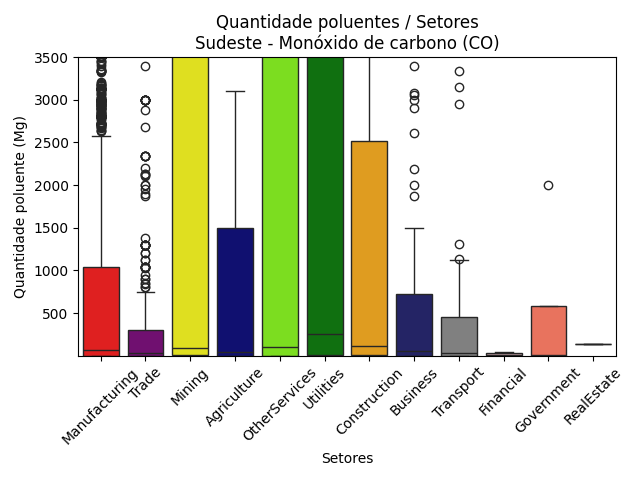 Quantidade poluentes / Setores
Sudeste - Monóxido de carbono (CO)
Quantidade poluente (Mg)
3500
3000
2500
2000
1500
1000
500
Manufacturing
Trade
Mining
Agriculture
OtherServices
Utilities
Construction
Business
Transport
Financial
Government
RealEstate
Setores